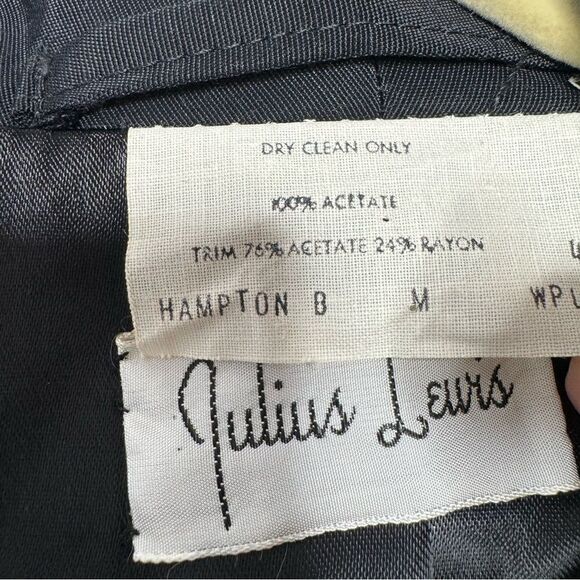 DRY CLEAN ONLY
100% ACETATE
TRIM 76% ACETATE 24% RAYON
HAMPTON B M
Julius Lewis